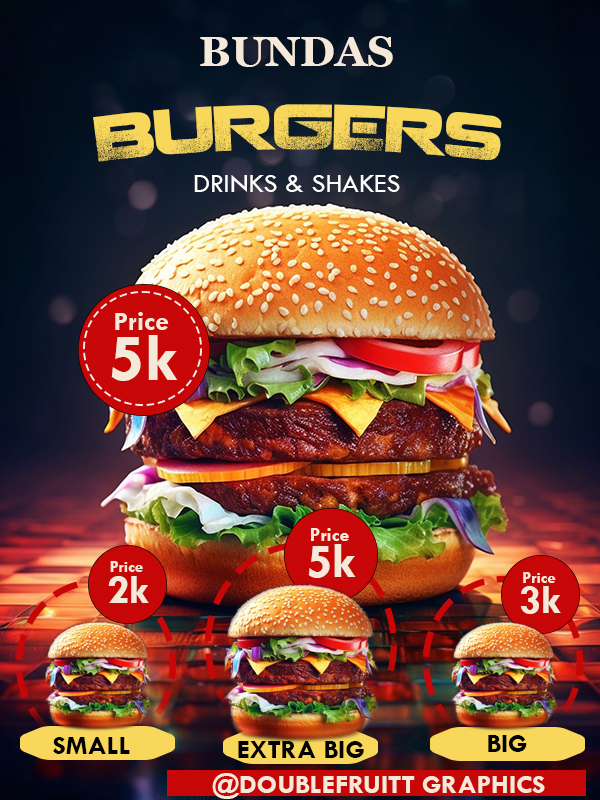 BUNDAS
BURGERS
DRINKS & SHAKES
Price
5k
Price
2k
Price
5k
Price
3k
SMALL
EXTRA BIG
BIG
@DOUBLEFRUITT GRAPHICS